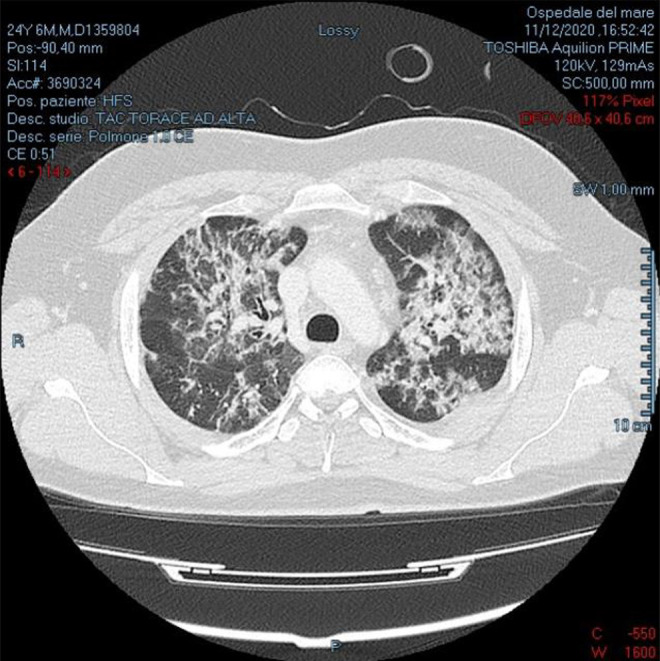 24Y 6M,M,D1359804
Pos:-90,40 mm
SI:114
Acc#: 3690324
Pos. paziente: HFS
Desc. studio: TAC TORACE AD ALTA
Desc. serie: Polmone 1.0 CE
CE 0:51
< 6 - 114 >
Lossy
Ospedale del mare
11/12/2020 ,16:52:42
TOSHIBA Aquilion PRIME
120kV, 129mAs
SC:500,00 mm
117% Pixel
DFOV 40,6 x 40,6 cm
SW 1,00 mm
R
10 cm
P
C -550
W 1600